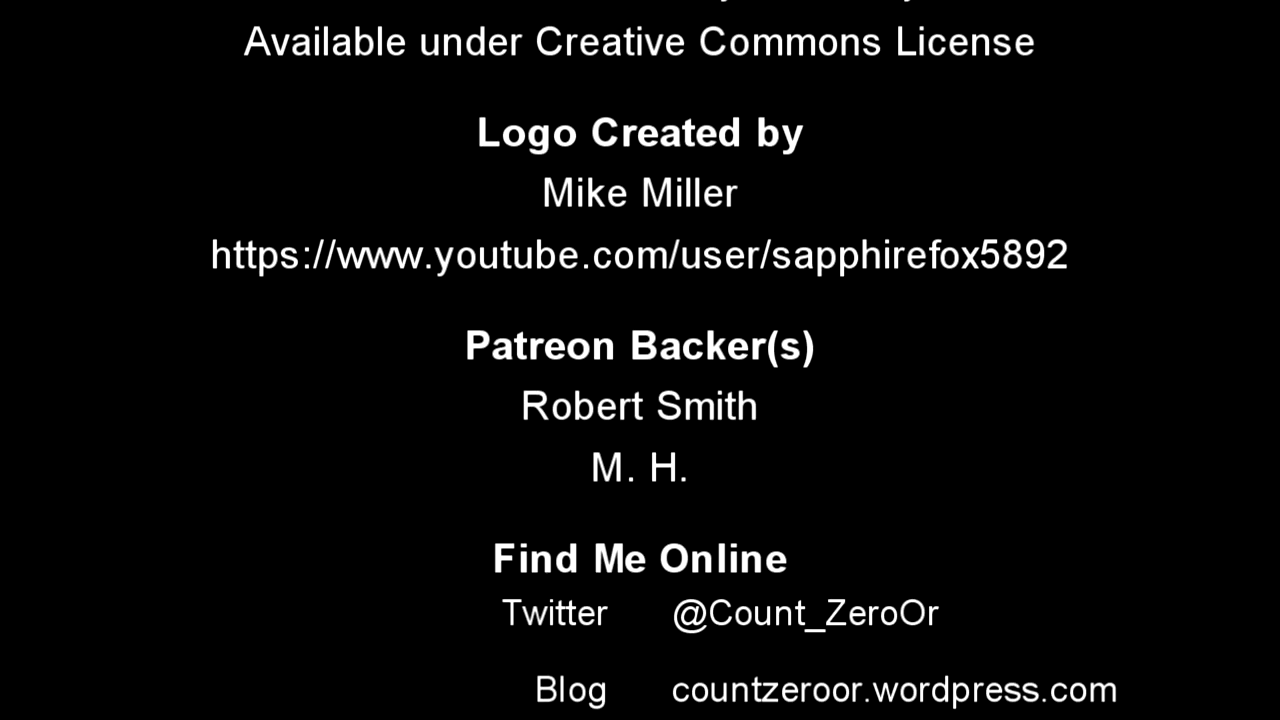 Available under Creative Commons License
Logo Created by
Mike Miller
https://www.youtube.com/user/sapphirefox5892
Patreon Backer(s)
Robert Smith
M. H.
Find Me Online
Twitter @Count_ZeroOr
Blog countzeroor.wordpress.com